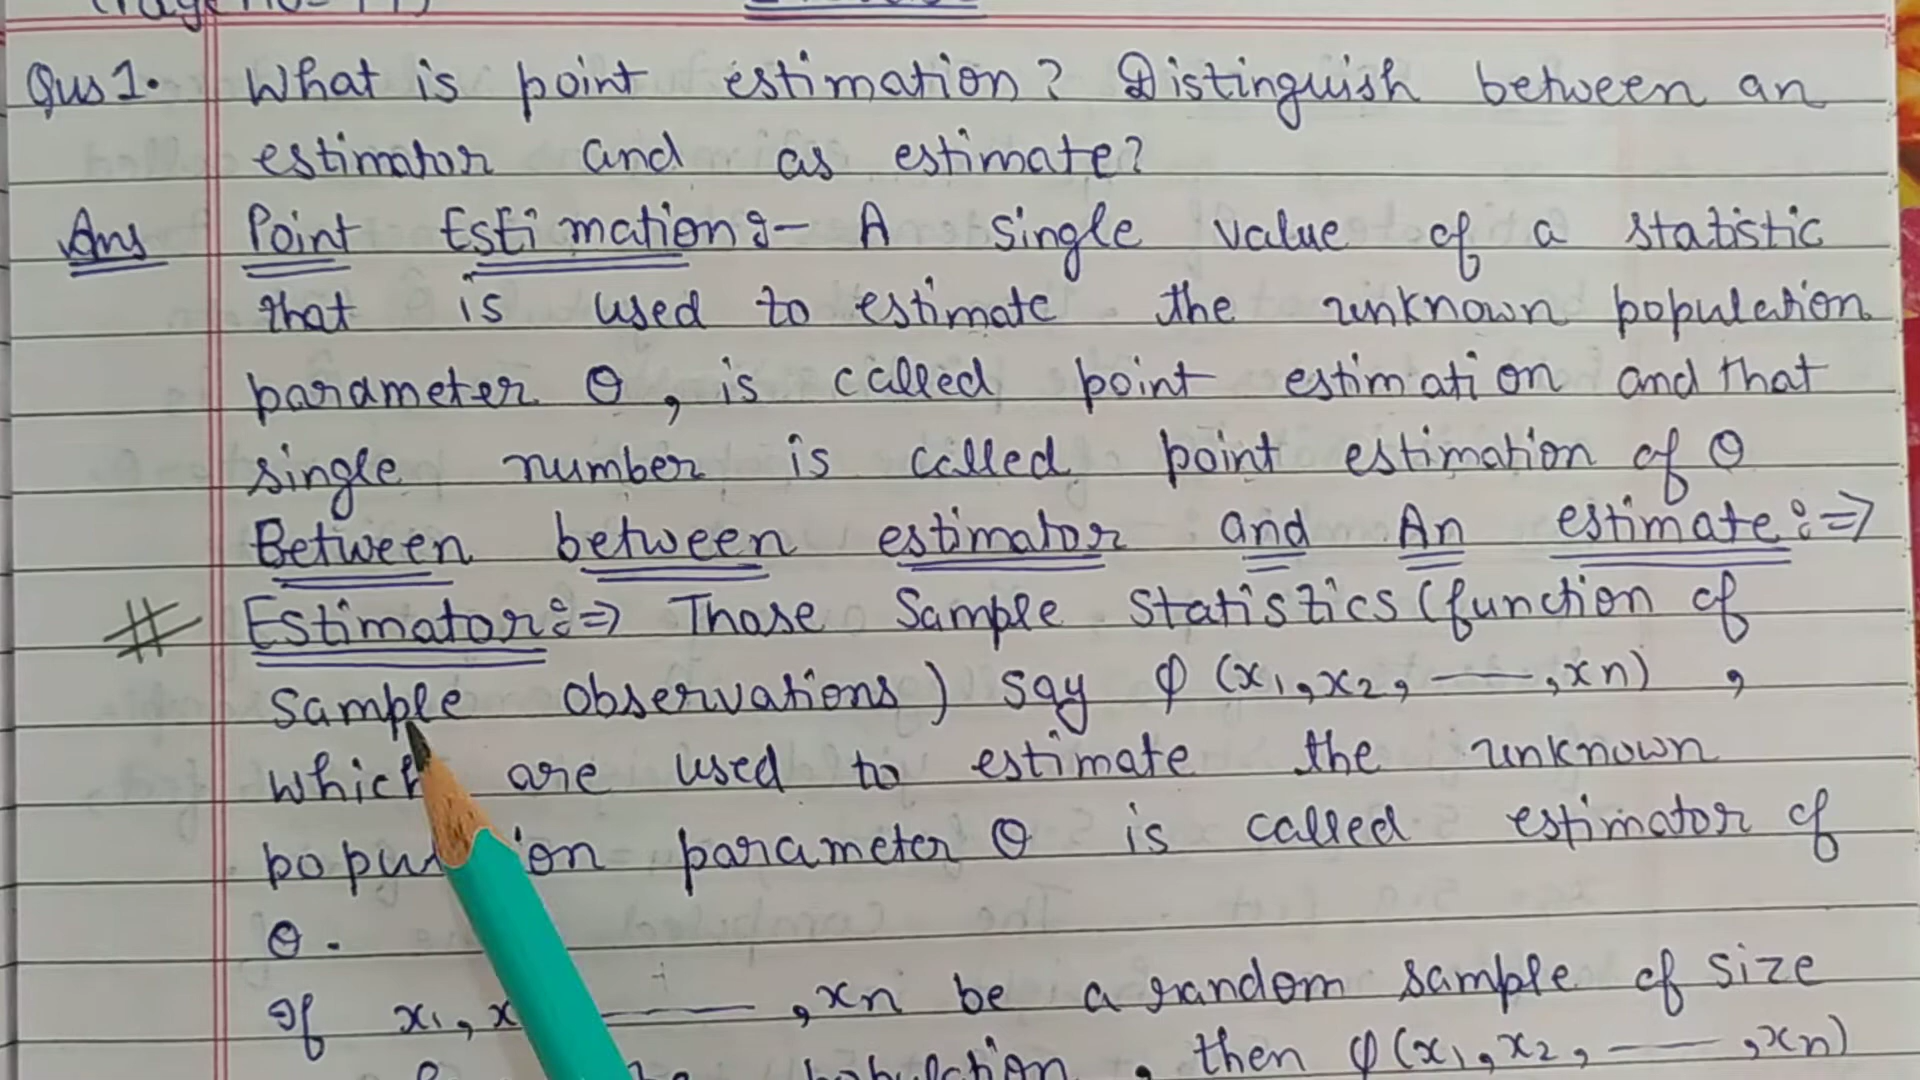 Qus 1. What is point estimation? Distinguish between an
estimator and as estimate?
Ans Point Estimation:- A single value of a statistic
that is used to estimate the unknown population
parameter θ, is called point estimation and that
single number is called point estimation of θ
Between between estimator and An estimate:⇒
# Estimator:⇒ Those Sample Statistics (function of
sample observations) say φ (x1, x2, ——, xn) ,
which are used to estimate the unknown
parameter θ is called estimator of
θ.
If x1, ——, xn be a random sample of size
population, then φ(x1, x2, ——, xn)